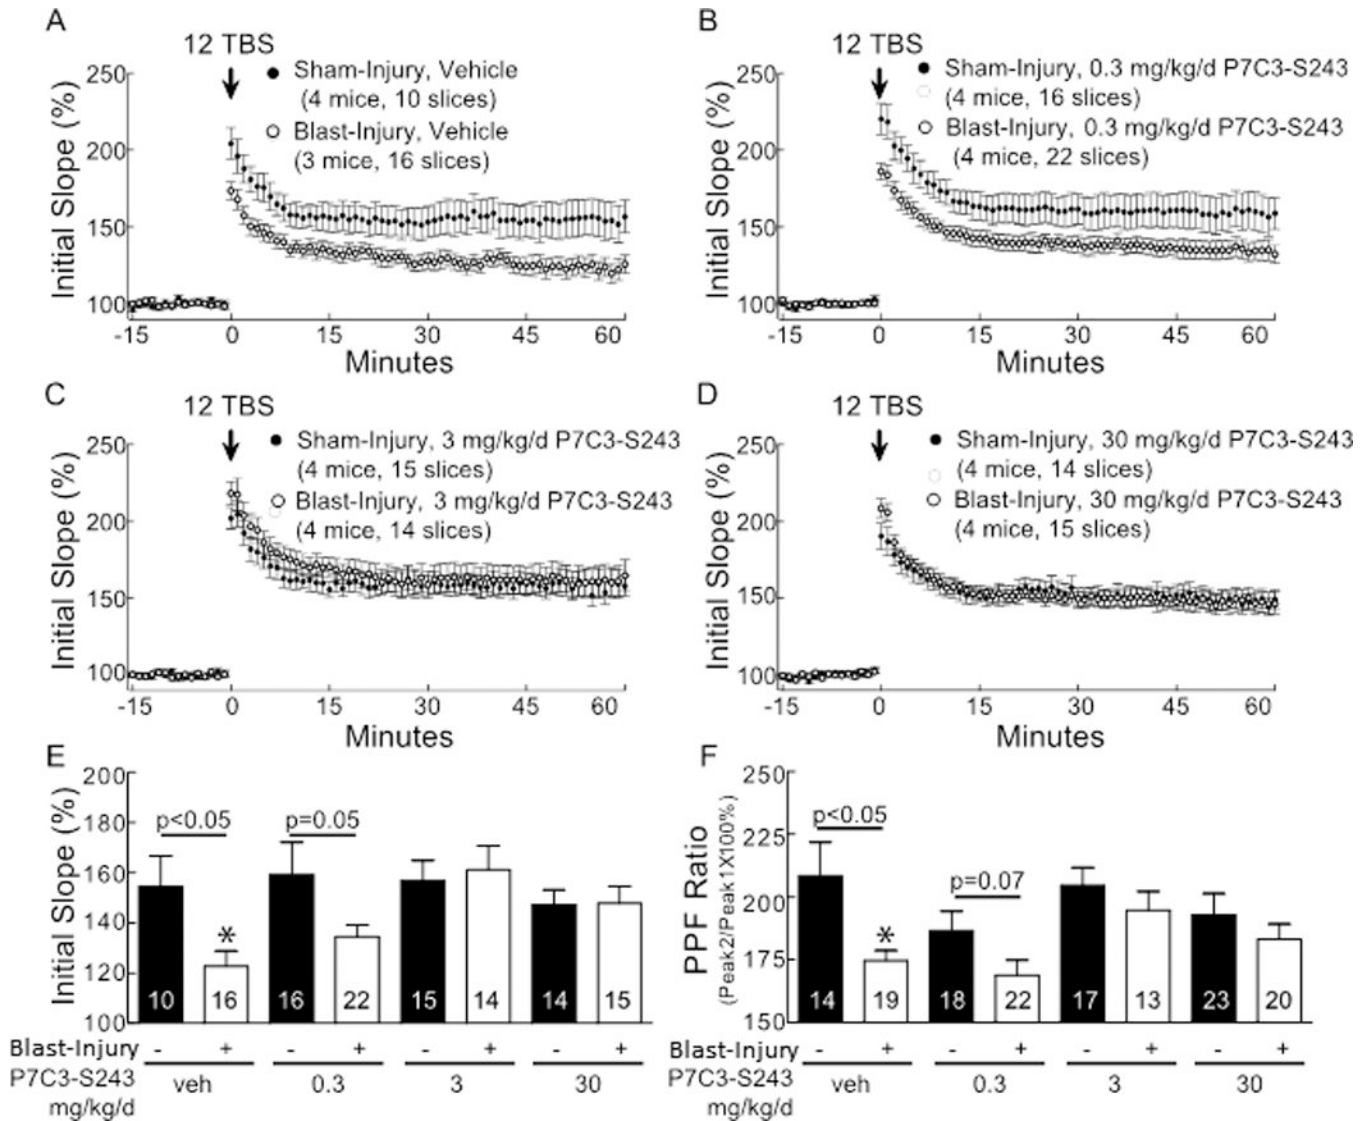 A
12 TBS
Sham-Injury, Vehicle
(4 mice, 10 slices)
Blast-Injury, Vehicle
(3 mice, 16 slices)
Initial Slope (%)
250
200
150
100
-15 0 15 30 45 60
Minutes
B
12 TBS
Sham-Injury, 0.3 mg/kg/d P7C3-S243
(4 mice, 16 slices)
Blast-Injury, 0.3 mg/kg/d P7C3-S243
(4 mice, 22 slices)
Initial Slope (%)
250
200
150
100
-15 0 15 30 45 60
Minutes
C
12 TBS
Sham-Injury, 3 mg/kg/d P7C3-S243
(4 mice, 15 slices)
Blast-Injury, 3 mg/kg/d P7C3-S243
(4 mice, 14 slices)
Initial Slope (%)
250
200
150
100
-15 0 15 30 45 60
Minutes
D
12 TBS
Sham-Injury, 30 mg/kg/d P7C3-S243
(4 mice, 14 slices)
Blast-Injury, 30 mg/kg/d P7C3-S243
(4 mice, 15 slices)
Initial Slope (%)
250
200
150
100
-15 0 15 30 45 60
Minutes
E
Initial Slope (%)
200
180
160
140
120
100
p<0.05 p=0.05
*
10 16 16 22 15 14 14 15
Blast-Injury - + - + - + - +
P7C3-S243 veh 0.3 3 30
mg/kg/d
F
PPF Ratio
(Peak2/Peak1X100%)
250
225
200
175
150
p<0.05
p=0.07
*
14 19 18 22 17 13 23 20
Blast-Injury - + - + - + - +
P7C3-S243 veh 0.3 3 30
mg/kg/d